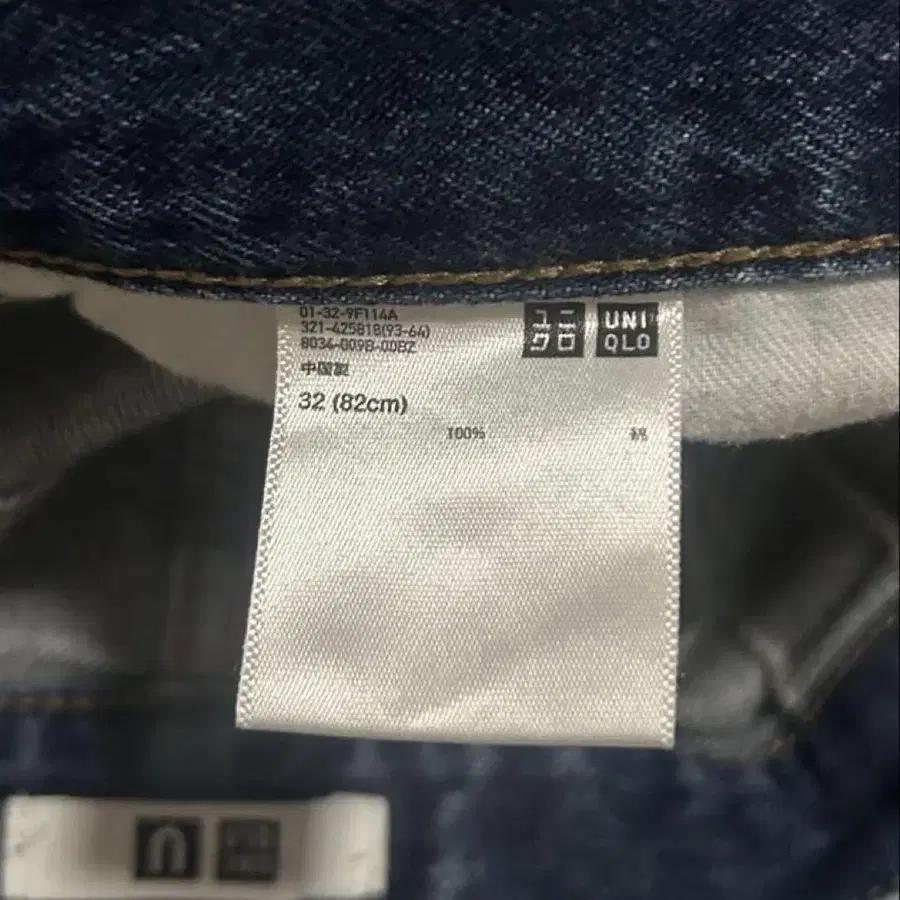 01-32-9F114A
321-425818(93-64)
8034-009B-00BZ
中国製
32 (82cm)
100% 綿
ユニ
クロ
UNI
QLO